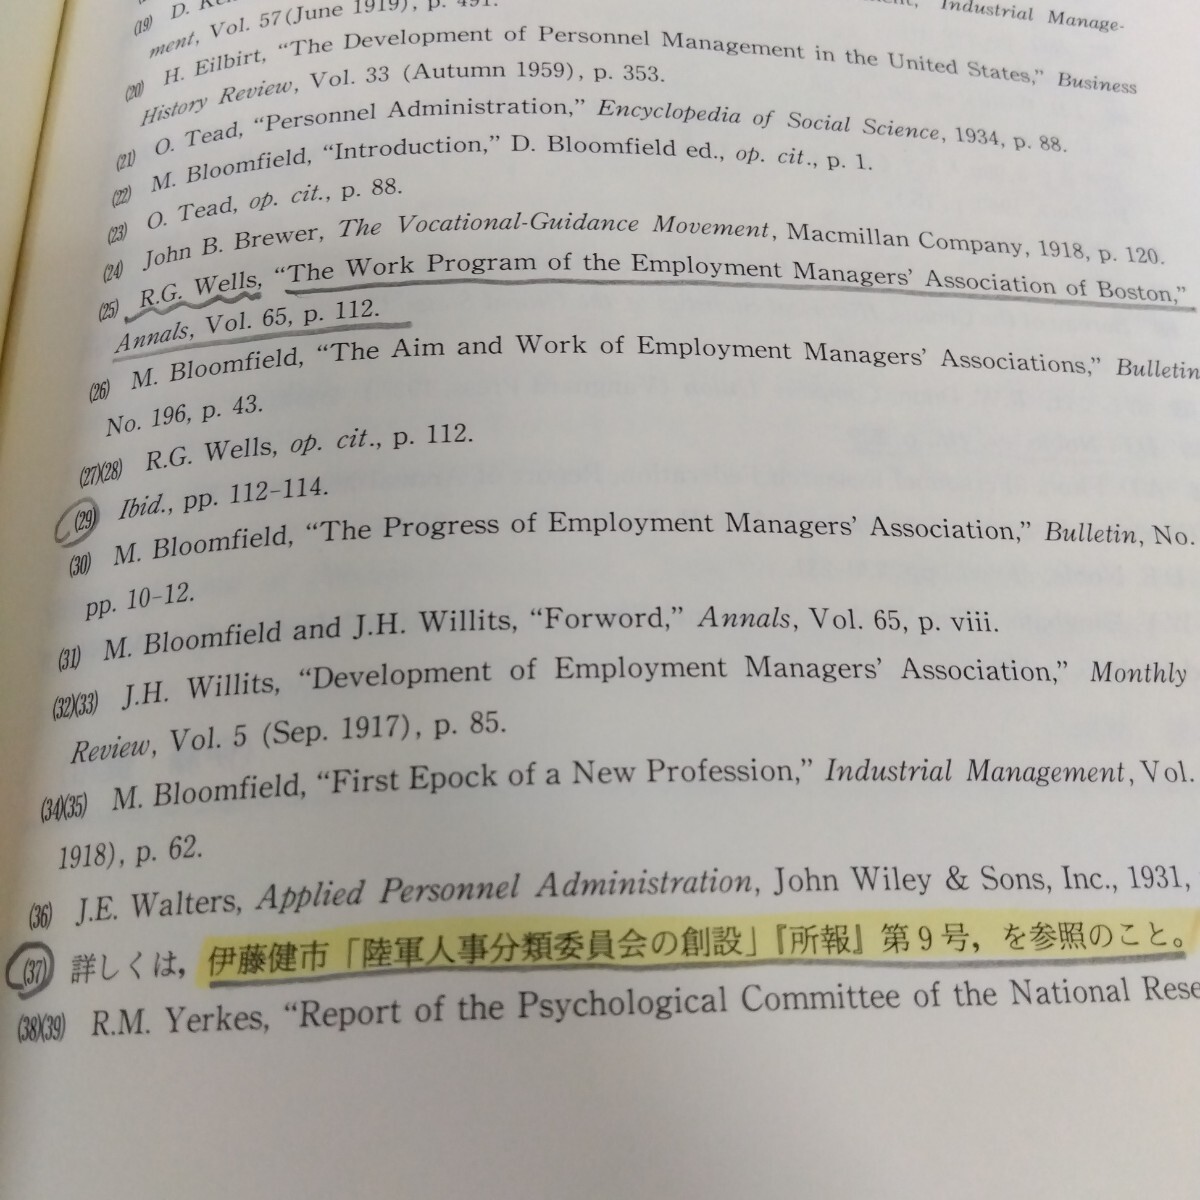 (19) D.
Industrial Manage-
ment, Vol. 57(June 1919), p. 491.
(20) H. Eilbirt, “The Development of Personnel Management in the United States,” Business
History Review, Vol. 33 (Autumn 1959), p. 353.
(21) O. Tead, “Personnel Administration,” Encyclopedia of Social Science, 1934, p. 88.
(22) M. Bloomfield, “Introduction,” D. Bloomfield ed., op. cit., p. 1.
(23) O. Tead, op. cit., p. 88.
(24) John B. Brewer, The Vocational-Guidance Movement, Macmillan Company, 1918, p. 120.
(25) R.G. Wells, “The Work Program of the Employment Managers’ Association of Boston,”
Annals, Vol. 65, p. 112.
(26) M. Bloomfield, “The Aim and Work of Employment Managers’ Associations,” Bulletin
No. 196, p. 43.
(27)(28) R.G. Wells, op. cit., p. 112.
(29) Ibid., pp. 112-114.
(30) M. Bloomfield, “The Progress of Employment Managers’ Association,” Bulletin, No.
pp. 10-12.
(31) M. Bloomfield and J.H. Willits, “Forword,” Annals, Vol. 65, p. viii.
(32)(33) J.H. Willits, “Development of Employment Managers’ Association,” Monthly
Review, Vol. 5 (Sep. 1917), p. 85.
(34)(35) M. Bloomfield, “First Epock of a New Profession,” Industrial Management, Vol.
1918), p. 62.
(36) J.E. Walters, Applied Personnel Administration, John Wiley & Sons, Inc., 1931,
(37) 詳しくは，伊藤健市「陸軍人事分類委員会の創設」『所報』第９号，を参照のこと。
(38)(39) R.M. Yerkes, “Report of the Psychological Committee of the National Rese